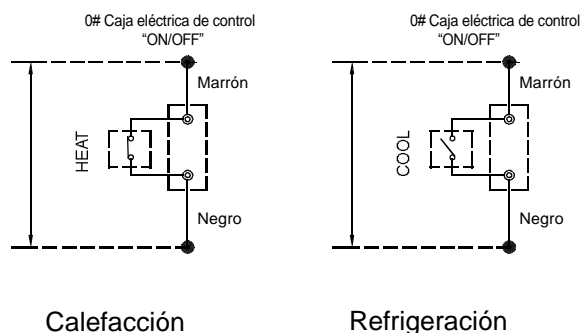 0# Caja eléctrica de control
“ON/OFF”
Marrón
HEAT
Negro
Calefacción
0# Caja eléctrica de control
“ON/OFF”
Marrón
COOL
Negro
Refrigeración